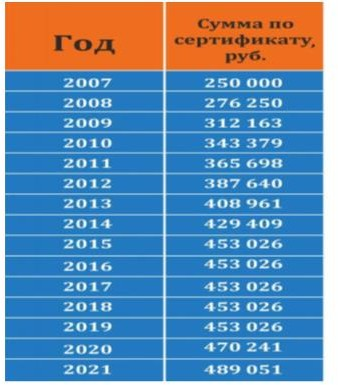 Год
Сумма по
сертификату,
руб.
2007 250 000
2008 276 250
2009 312 163
2010 343 379
2011 365 698
2012 387 640
2013 408 961
2014 429 409
2015 453 026
2016 453 026
2017 453 026
2018 453 026
2019 453 026
2020 470 241
2021 489 051